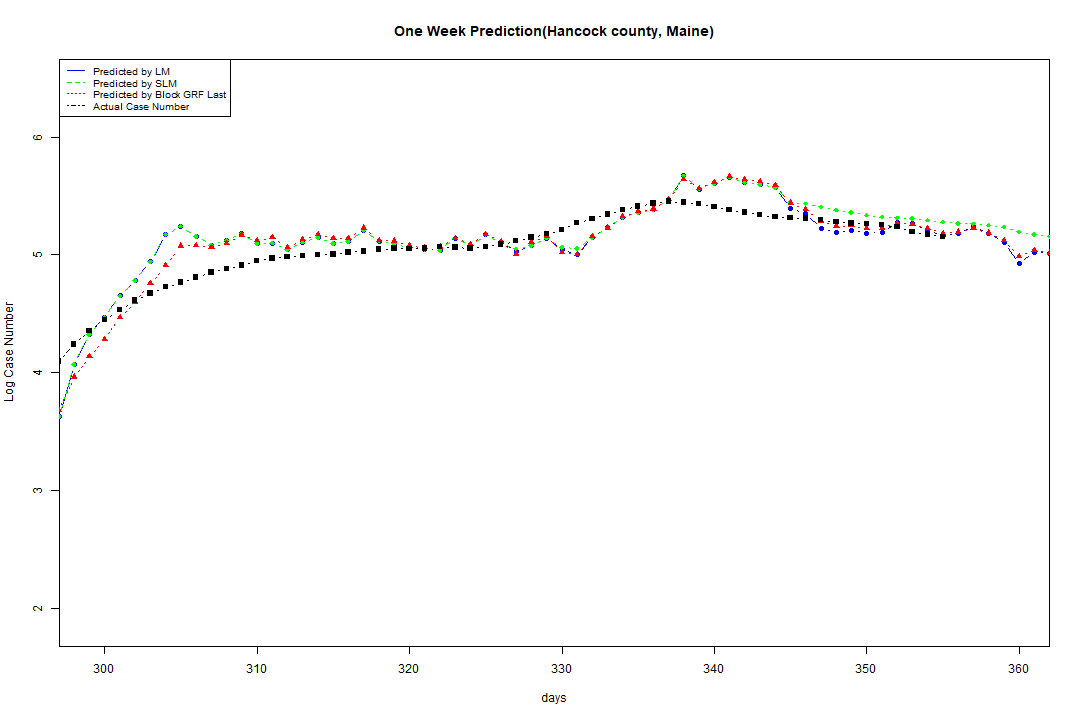 One Week Prediction(Hancock county, Maine)
Predicted by LM
Predicted by SLM
Predicted by Block GRF Last
Actual Case Number
6
5
4
3
2
Log Case Number
300 310 320 330 340 350 360
days